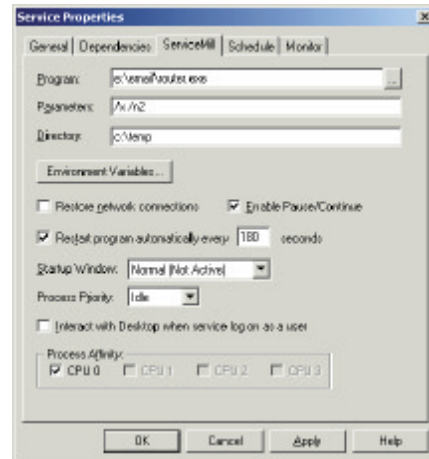 Service Properties
General Dependencies ServiceMill Schedule Monitor
Program: e:\email\router.exe ...
Parameters: /x /n2
Directory: c:\temp
Environment Variables...
Restore network connections Enable Pause/Continue
Restart program automatically every 180 seconds
Startup Window: Normal (Not Active)
Process Priority: Idle
Interact with Desktop when service log on as a user
Process Affinity:
CPU 0 CPU 1 CPU 2 CPU 3
OK Cancel Apply Help